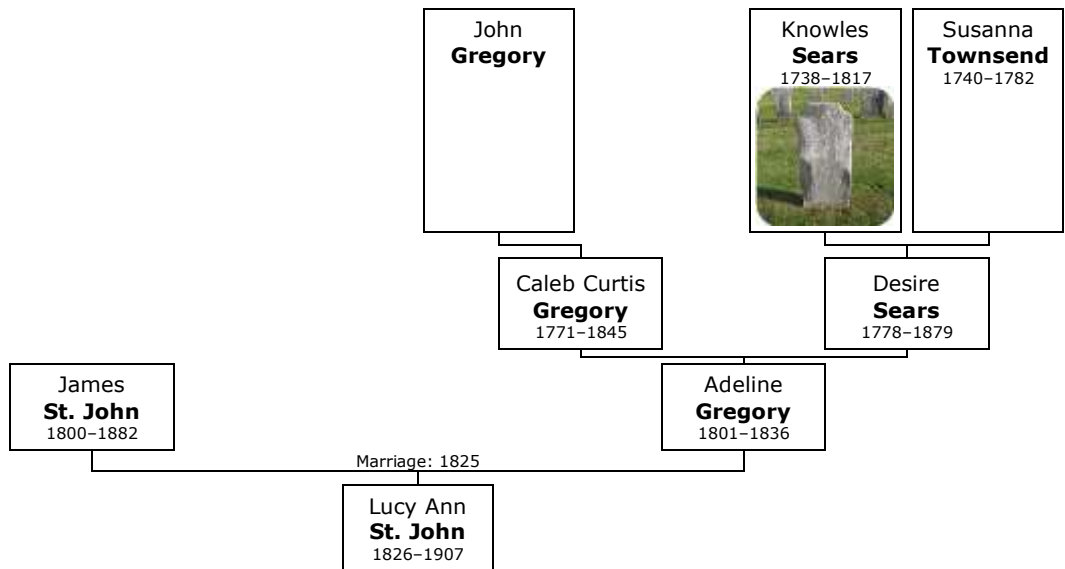 John
Gregory
Knowles
Sears
1738–1817
Susanna
Townsend
1740–1782
Caleb Curtis
Gregory
1771–1845
Desire
Sears
1778–1879
James
St. John
1800–1882
Adeline
Gregory
1801–1836
Marriage: 1825
Lucy Ann
St. John
1826–1907